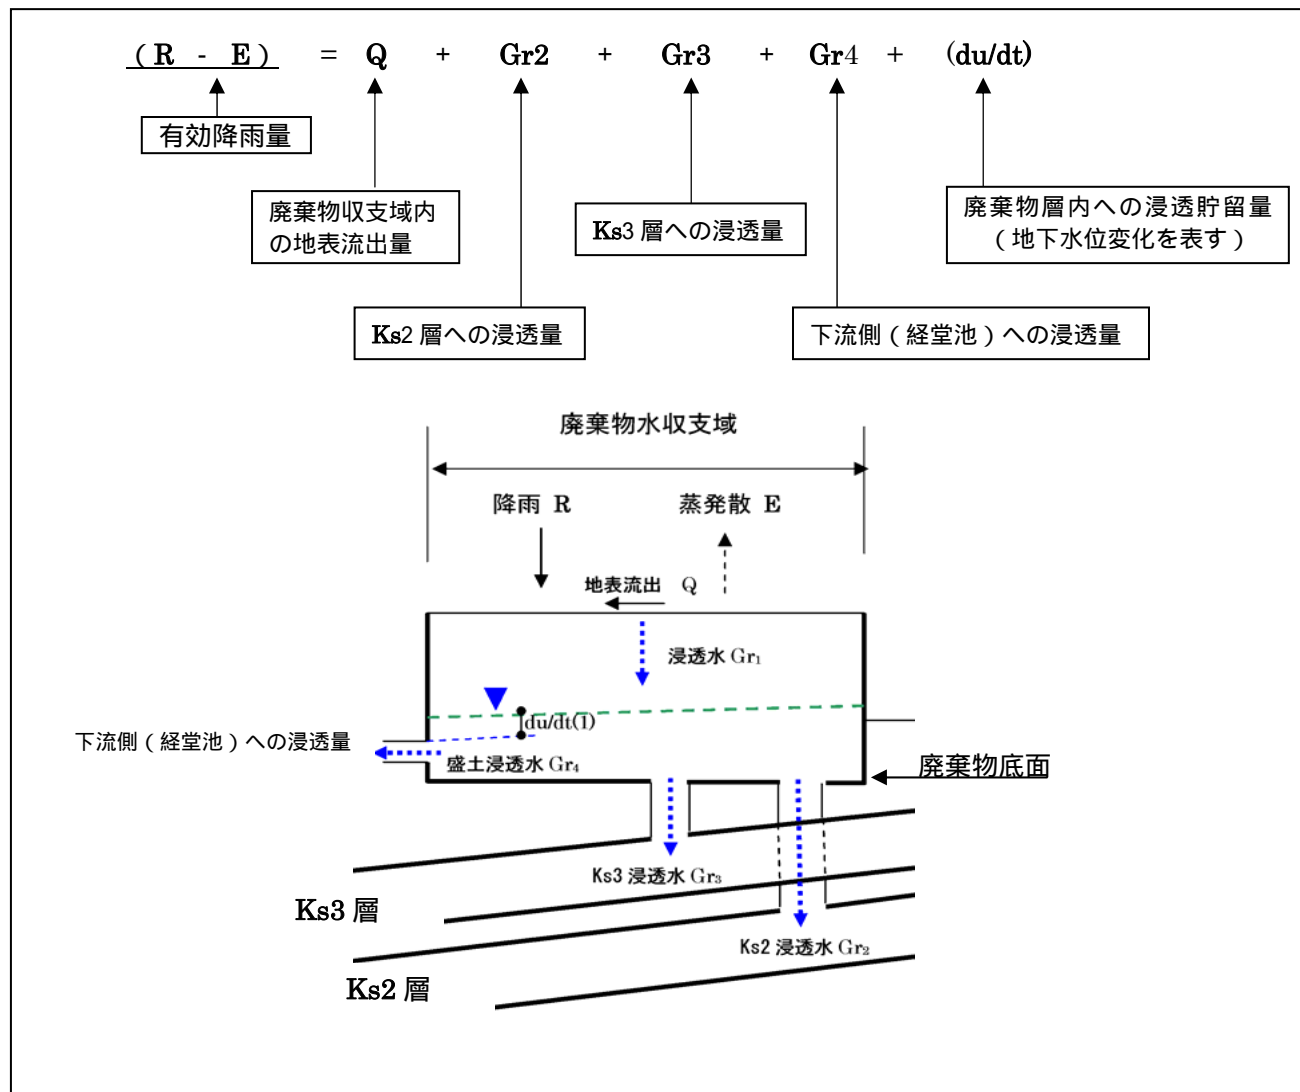 (R - E) = Q + Gr2 + Gr3 + Gr4 + (du/dt)
有効降雨量
廃棄物収支域内
の地表流出量
Ks3 層への浸透量
廃棄物層内への浸透貯留量
(地下水位変化を表す)
Ks2 層への浸透量
下流側(経堂池)への浸透量
廃棄物水収支域
降雨 R
蒸発散 E
地表流出 Q
浸透水 Gr₁
du/dt(1)
下流側(経堂池)への浸透量
盛土浸透水 Gr₄
廃棄物底面
Ks3 浸透水 Gr₃
Ks3 層
Ks2 浸透水 Gr₂
Ks2 層